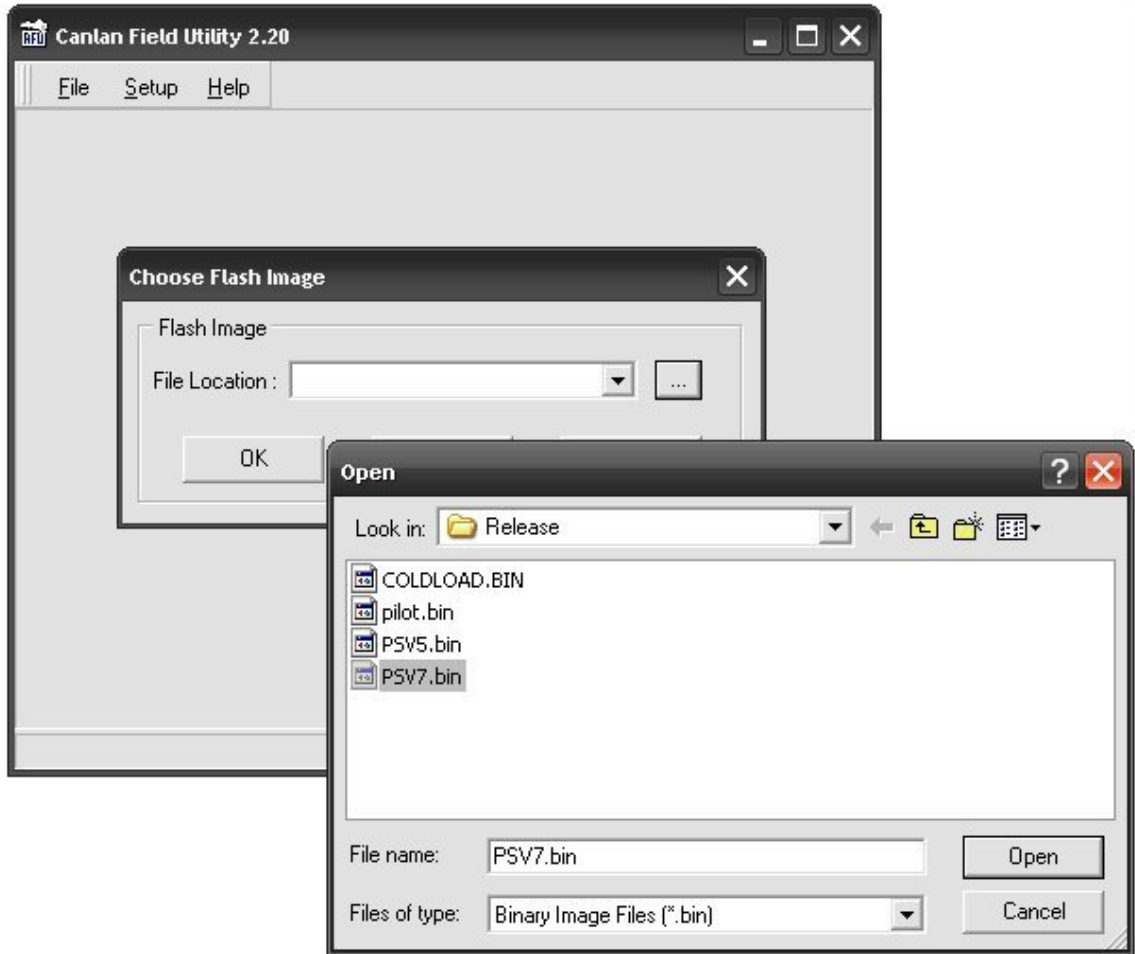 AFU Canlan Field Utility 2.20
File Setup Help
Choose Flash Image
Flash Image
File Location :
...
OK
Open
Look in: Release
COLDLOAD.BIN
pilot.bin
PSV5.bin
PSV7.bin
File name: PSV7.bin
Open
Files of type: Binary Image Files (*.bin)
Cancel